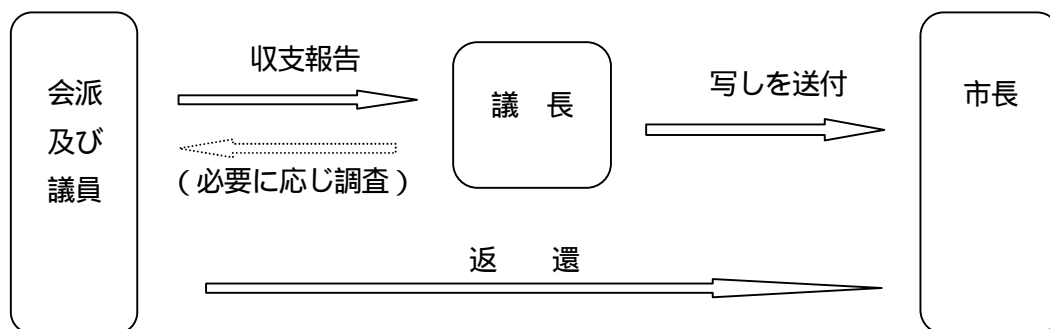 会派
及び
議員
収支報告
(必要に応じ調査)
議　長
写しを送付
市長
返　　還